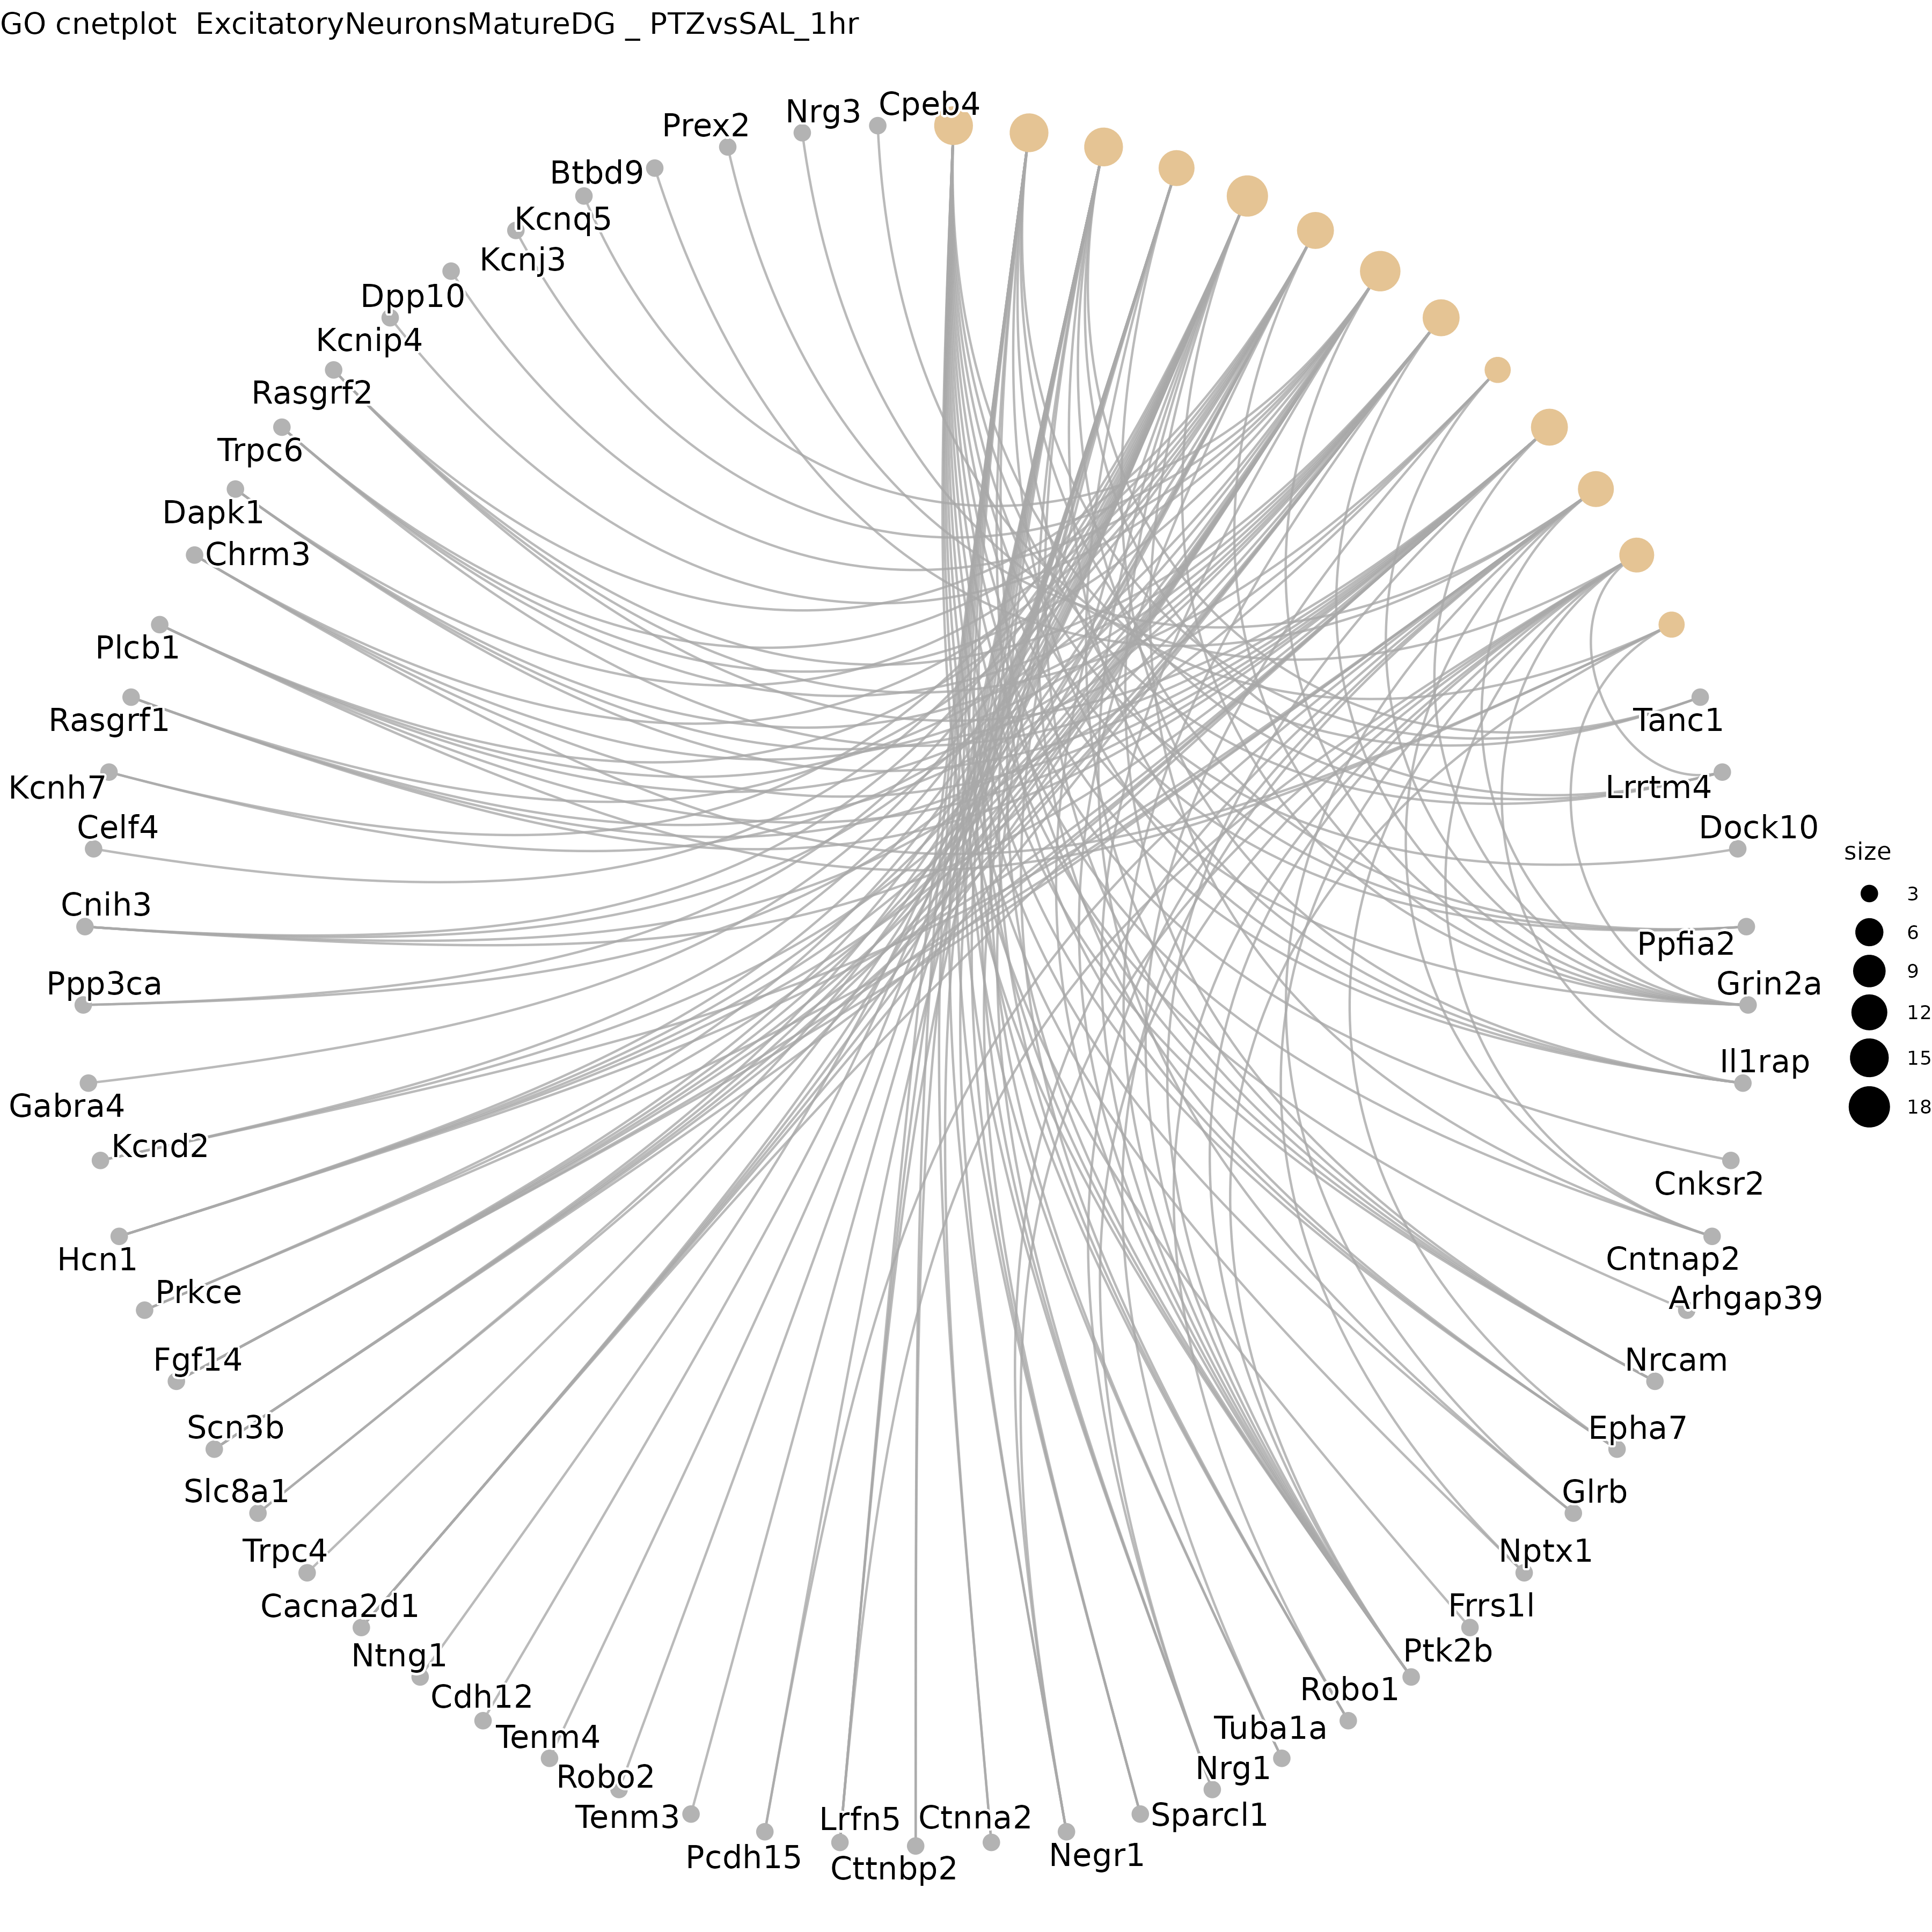 GO cnetplot  ExcitatoryNeuronsMatureDG _ PTZvsSAL_1hr
Cpeb4
Nrg3
Prex2
Btbd9
Kcnq5
Kcnj3
Dpp10
Kcnip4
Rasgrf2
Trpc6
Dapk1
Chrm3
Plcb1
Rasgrf1
Kcnh7
Celf4
Cnih3
Ppp3ca
Gabra4
Kcnd2
Hcn1
Prkce
Fgf14
Scn3b
Slc8a1
Trpc4
Cacna2d1
Ntng1
Cdh12
Tenm4
Robo2
Tenm3
Pcdh15
Lrfn5
Cttnbp2
Ctnna2
Negr1
Sparcl1
Nrg1
Tuba1a
Robo1
Ptk2b
Frrs1l
Nptx1
Glrb
Epha7
Nrcam
Arhgap39
Cntnap2
Cnksr2
Il1rap
Grin2a
Ppfia2
Dock10
Lrrtm4
Tanc1
size
3
6
9
12
15
18